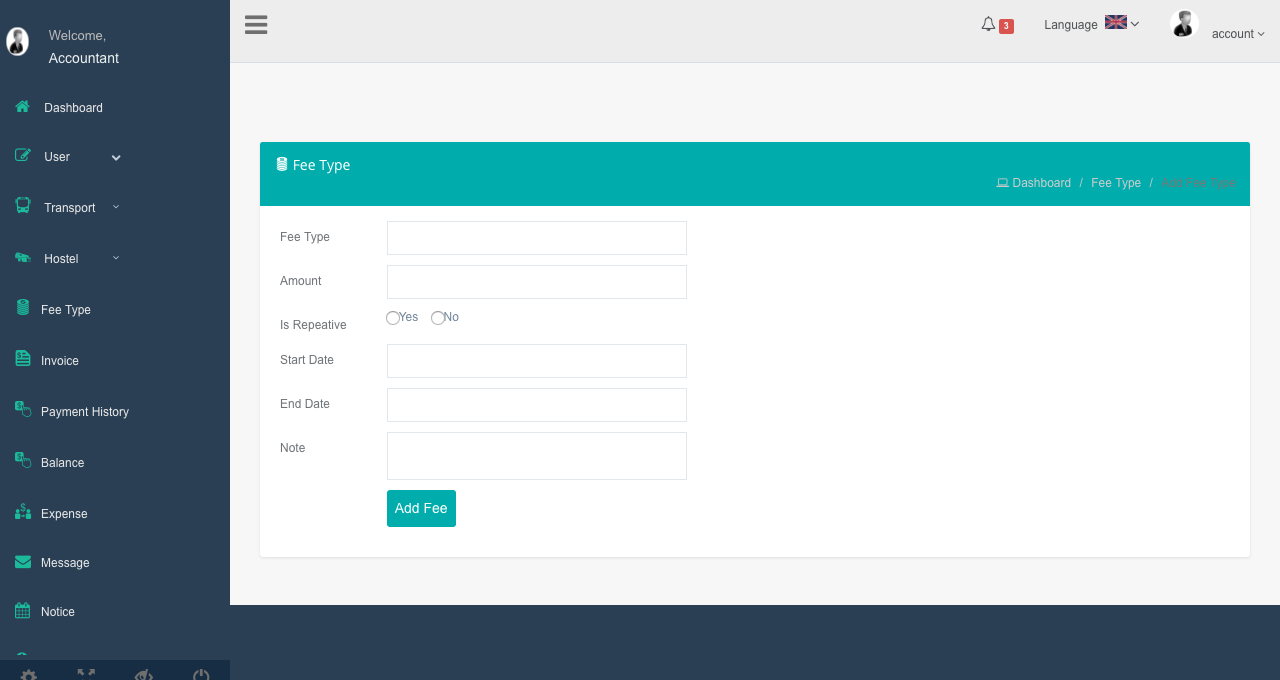 Welcome,
Accountant
Dashboard
User
Transport
Hostel
Fee Type
Invoice
Payment History
Balance
Expense
Message
Notice
3
Language
account
Fee Type
Dashboard / Fee Type / Add Fee Type
Fee Type
Amount
Is Repeative
Yes No
Start Date
End Date
Note
Add Fee